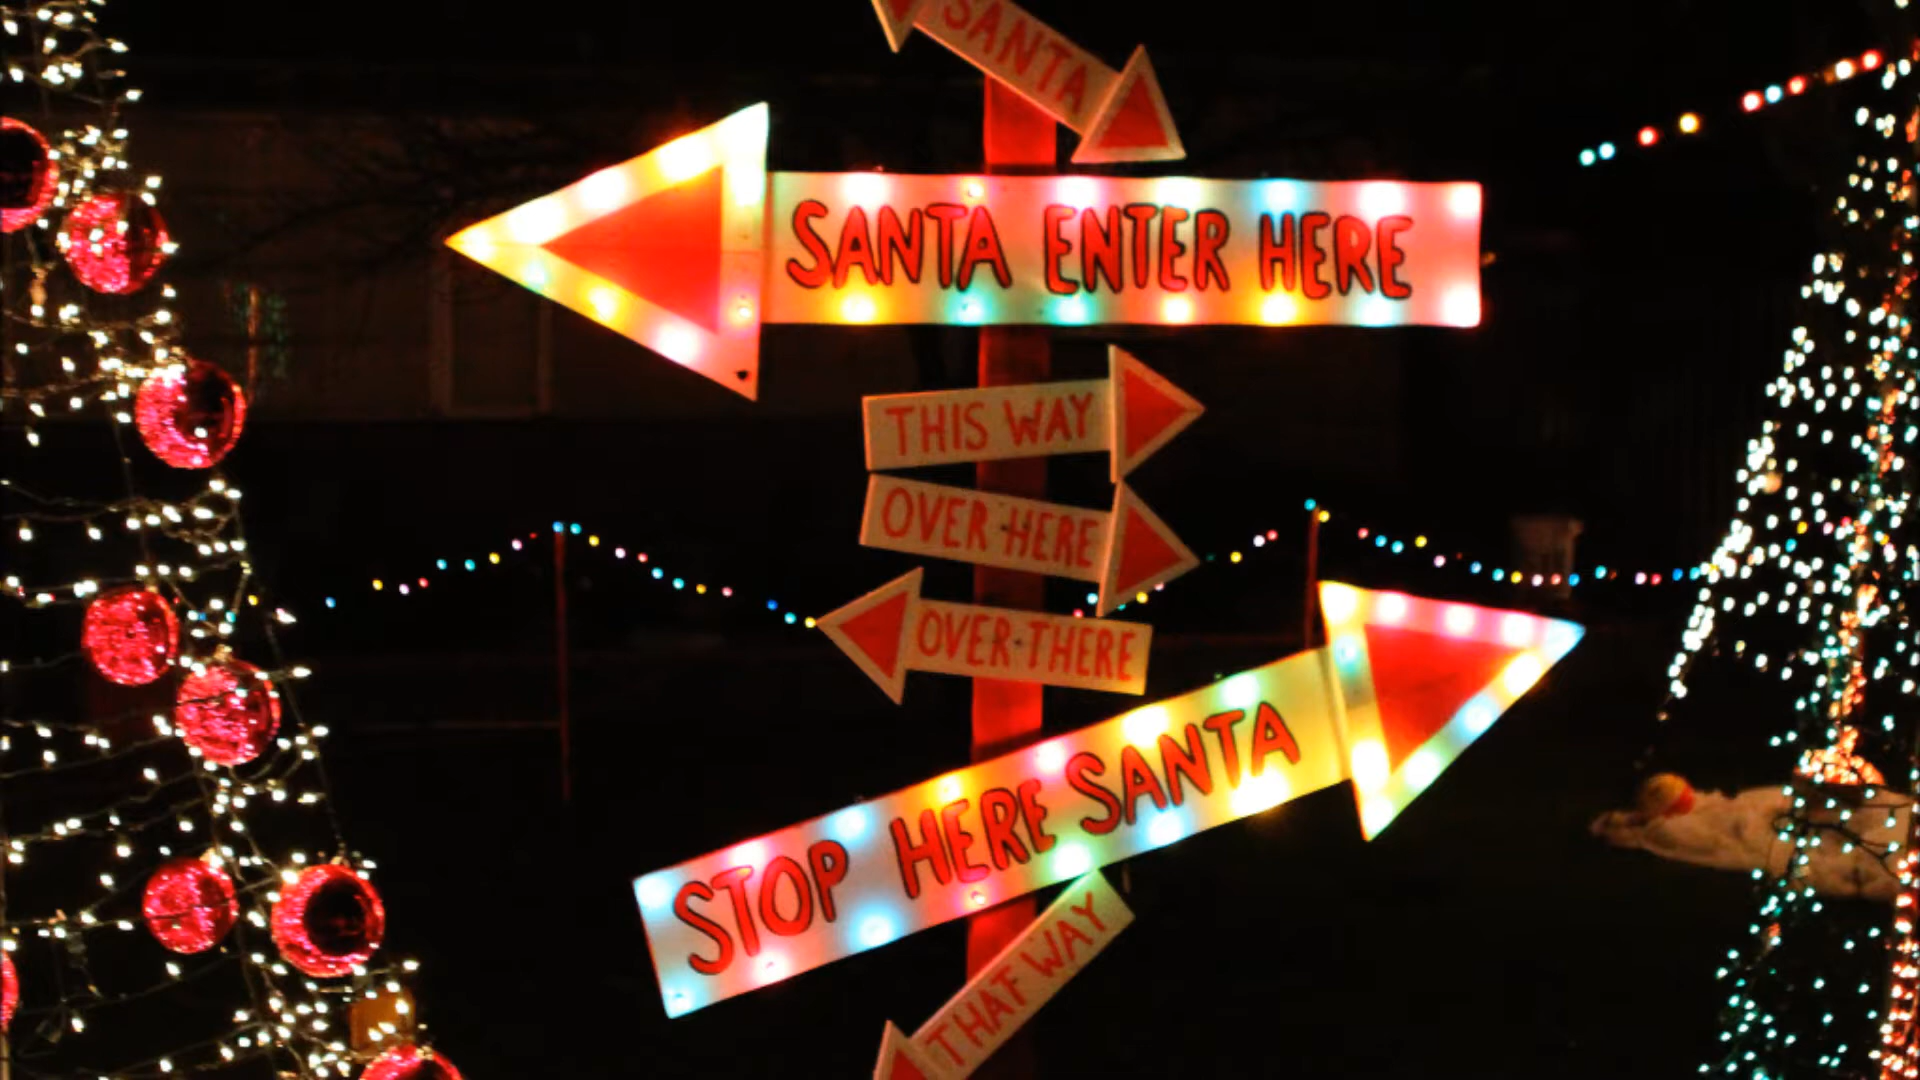 SANTA
SANTA ENTER HERE
THIS WAY
OVER HERE
OVER THERE
STOP HERE SANTA
THAT WAY